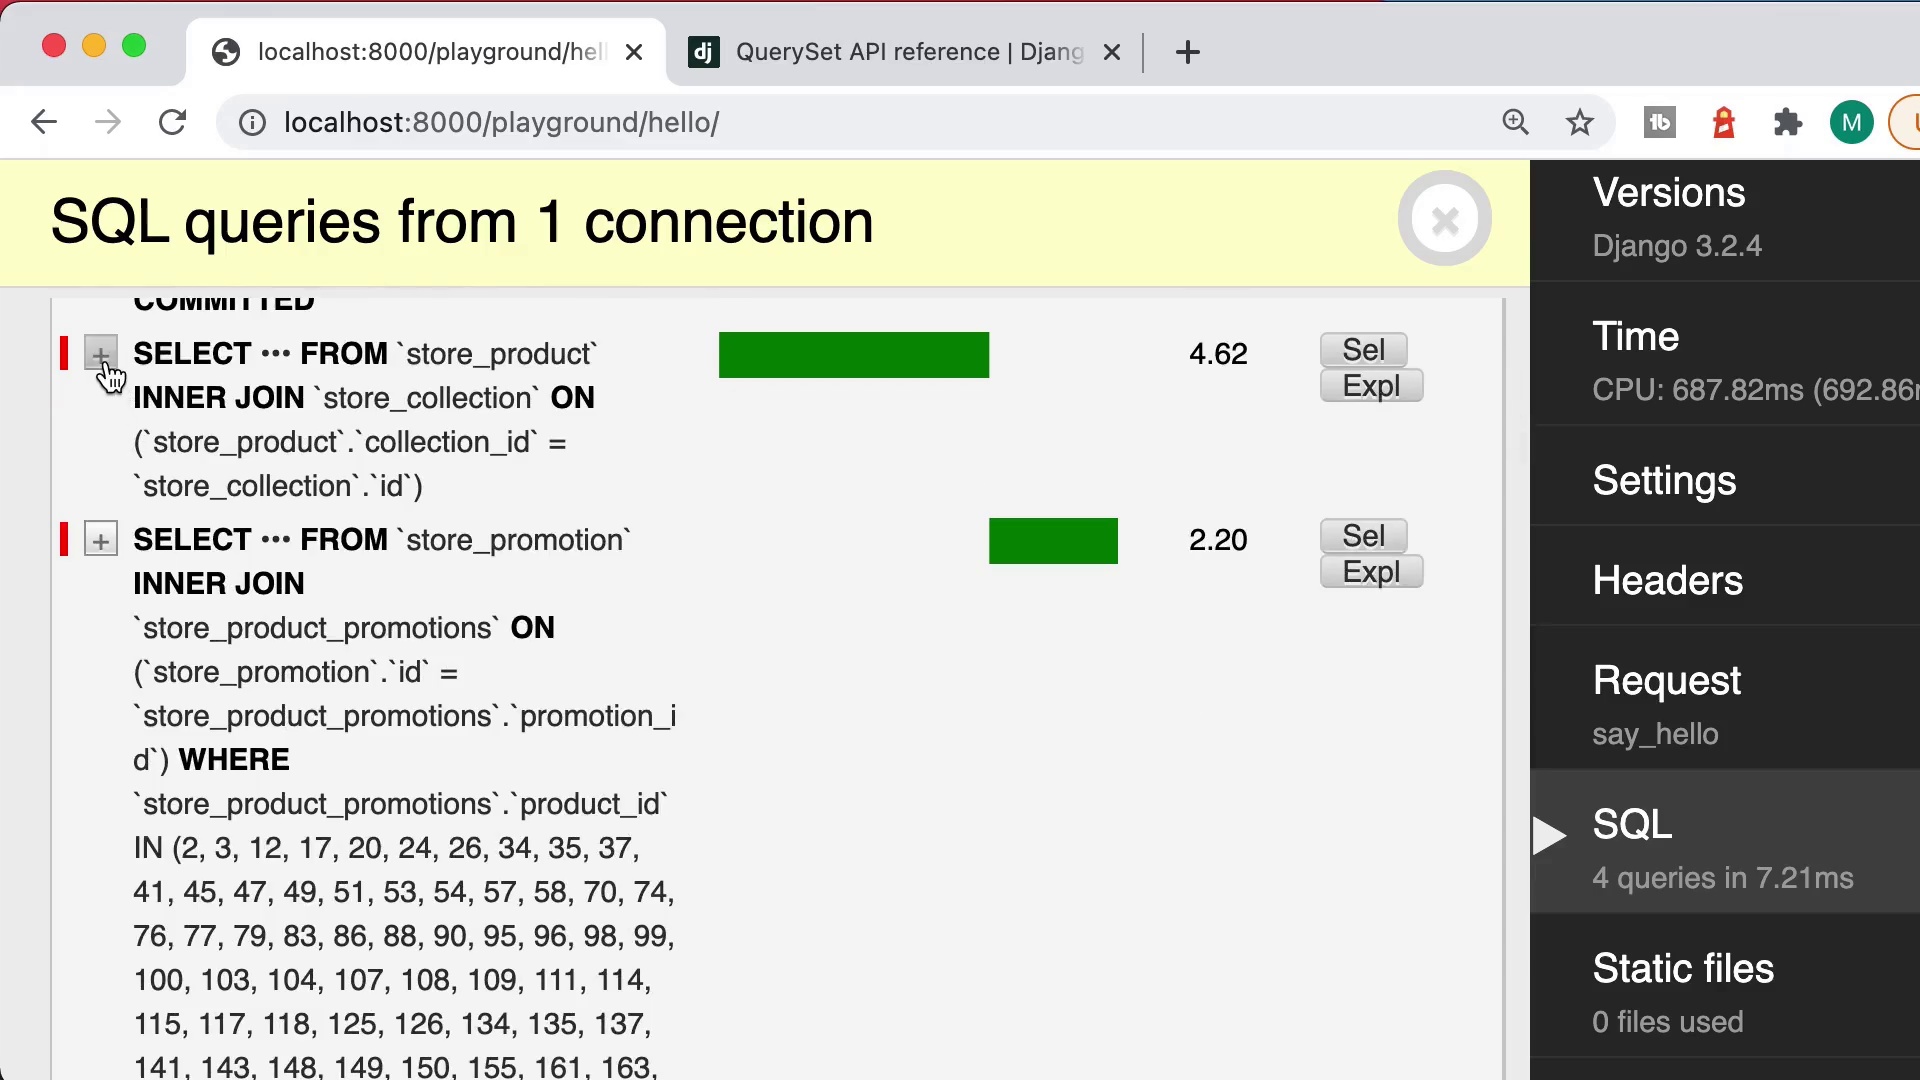 localhost:8000/playground/hel
QuerySet API reference | Djang
localhost:8000/playground/hello/
M
SQL queries from 1 connection
COMMITTED
SELECT ••• FROM `store_product`
INNER JOIN `store_collection` ON
(`store_product`.`collection_id` =
`store_collection`.`id`)
4.62
Sel
Expl
SELECT ••• FROM `store_promotion`
INNER JOIN
`store_product_promotions` ON
(`store_promotion`.`id` =
`store_product_promotions`.`promotion_i
d`) WHERE
`store_product_promotions`.`product_id`
IN (2, 3, 12, 17, 20, 24, 26, 34, 35, 37,
41, 45, 47, 49, 51, 53, 54, 57, 58, 70, 74,
76, 77, 79, 83, 86, 88, 90, 95, 96, 98, 99,
100, 103, 104, 107, 108, 109, 111, 114,
115, 117, 118, 125, 126, 134, 135, 137,
141, 143, 148, 149, 150, 155, 161, 163,
2.20
Sel
Expl
Versions
Django 3.2.4
Time
CPU: 687.82ms (692.86
Settings
Headers
Request
say_hello
SQL
4 queries in 7.21ms
Static files
0 files used